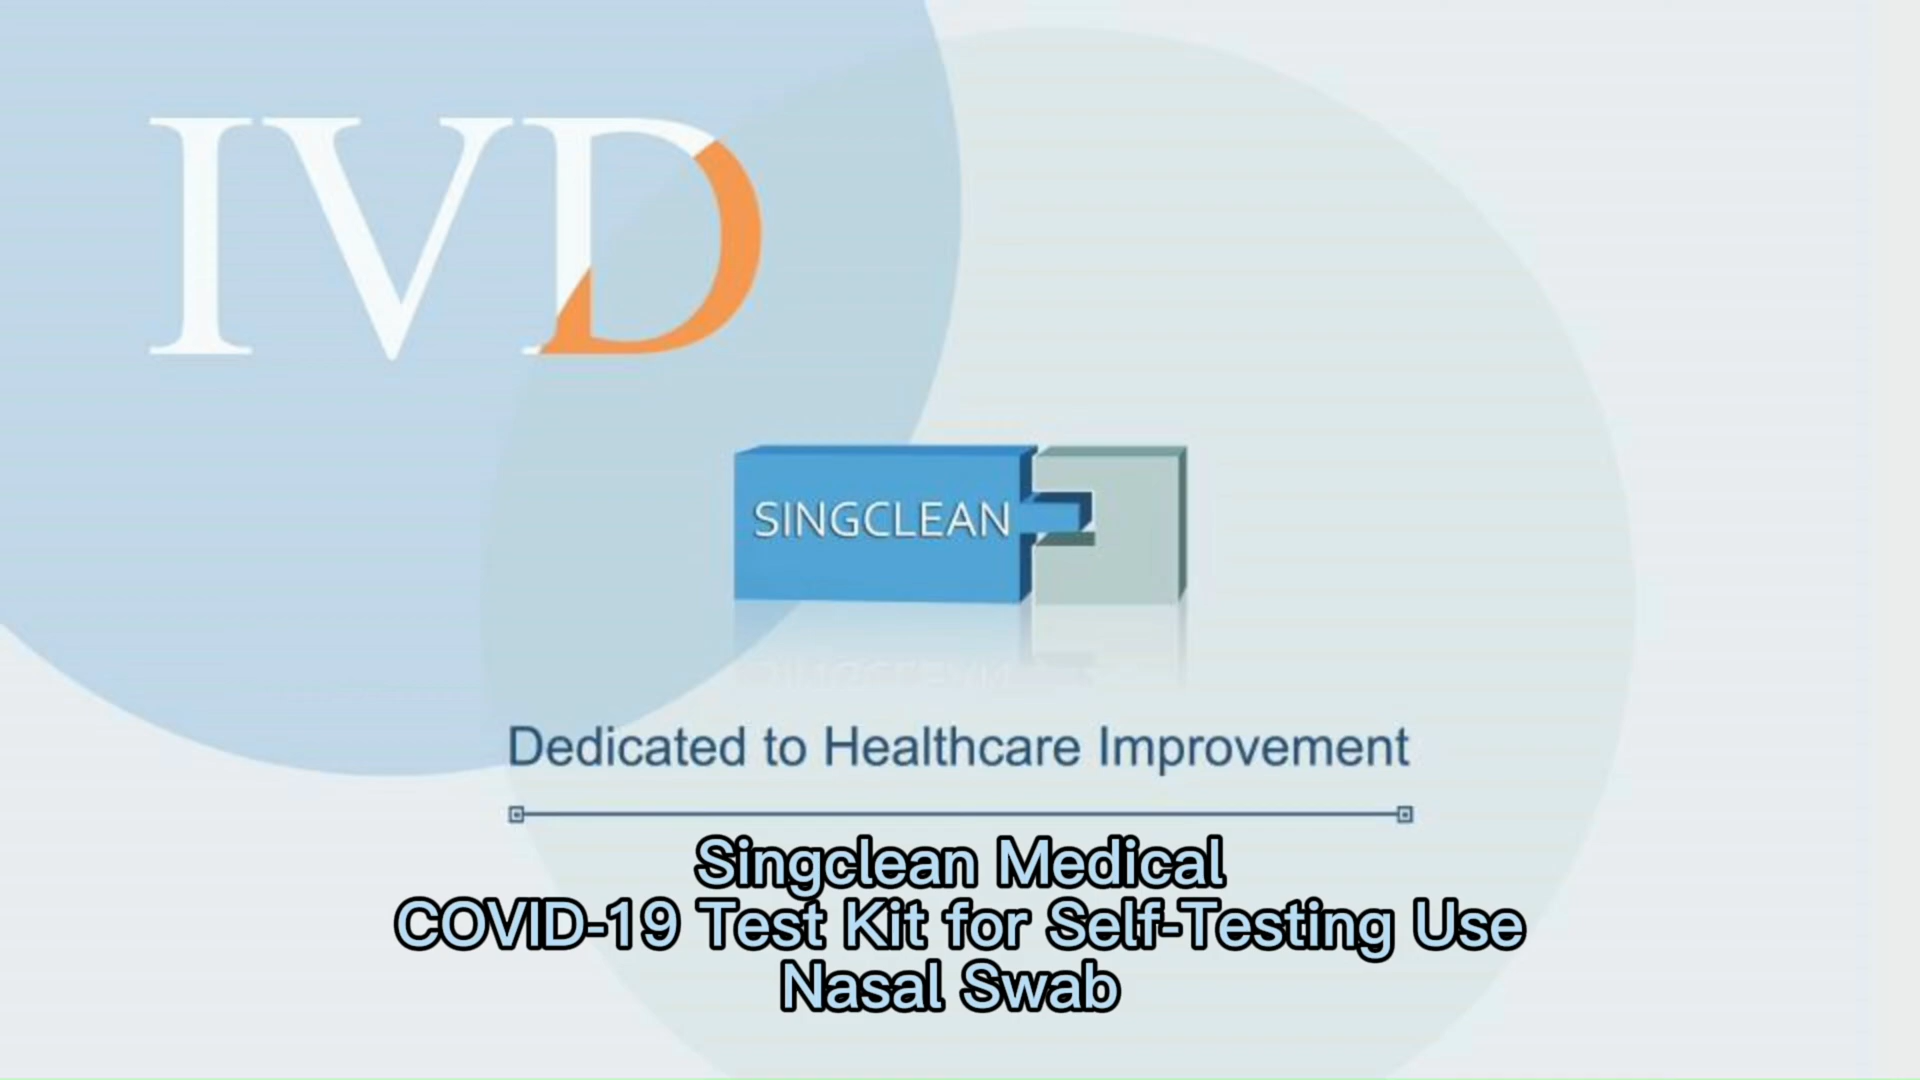 IVD
SINGCLEAN
Dedicated to Healthcare Improvement
Singclean Medical
COVID-19 Test Kit for Self-Testing Use
Nasal Swab